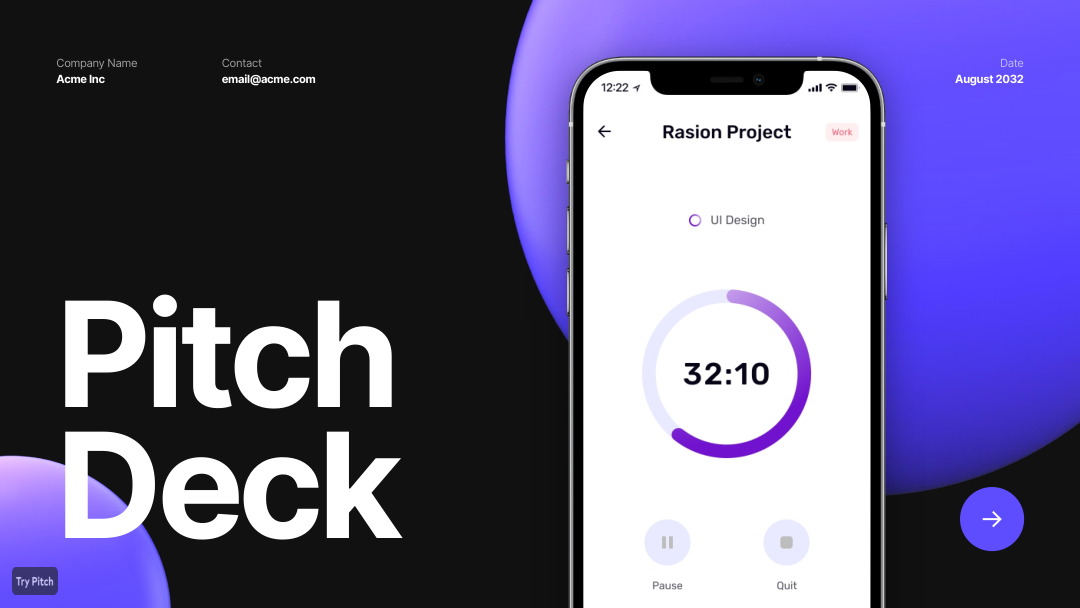 Company Name
Acme Inc
Contact
email@acme.com
Date
August 2032
Pitch
Deck
12:22
Rasion Project
Work
UI Design
32:10
Pause
Quit
Try Pitch